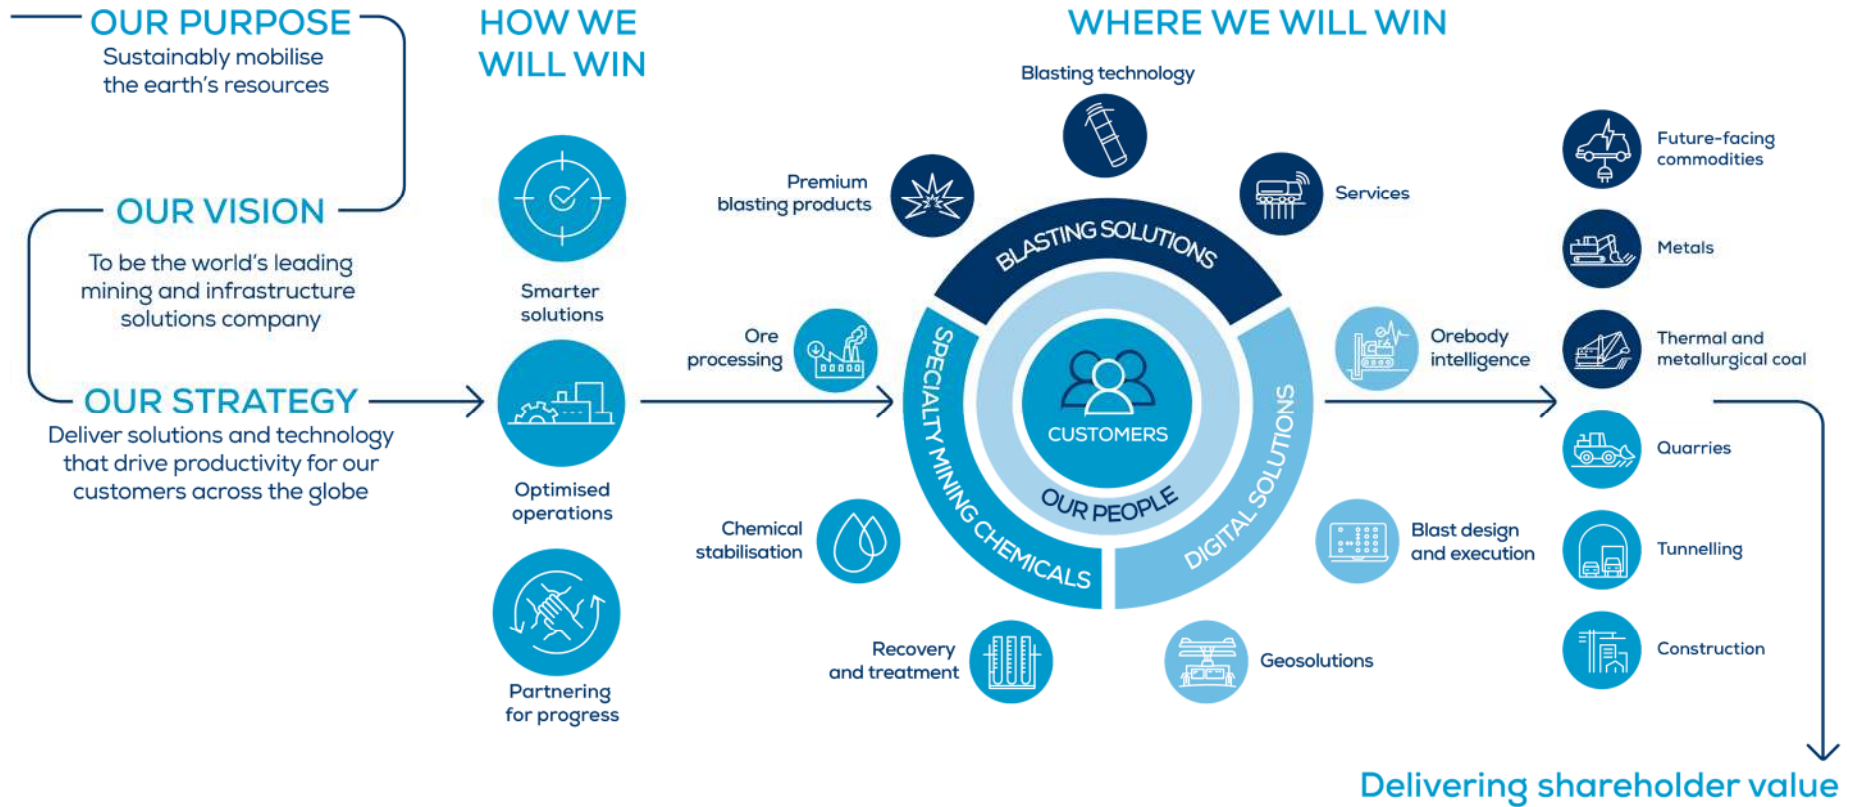 OUR PURPOSE
Sustainably mobilise
the earth's resources
OUR VISION
To be the world's leading
mining and infrastructure
solutions company
OUR STRATEGY
Deliver solutions and technology
that drive productivity for our
customers across the globe
HOW WE
WILL WIN
Smarter
solutions
Optimised
operations
Partnering
for progress
WHERE WE WILL WIN
Blasting technology
Premium
blasting products
Services
Ore
processing
Orebody
intelligence
Chemical
stabilisation
Blast design
and execution
Recovery
and treatment
Geosolutions
BLASTING SOLUTIONS
SPECIALTY MINING CHEMICALS
DIGITAL SOLUTIONS
CUSTOMERS
OUR PEOPLE
Future-facing
commodities
Metals
Thermal and
metallurgical coal
Quarries
Tunnelling
Construction
Delivering shareholder value